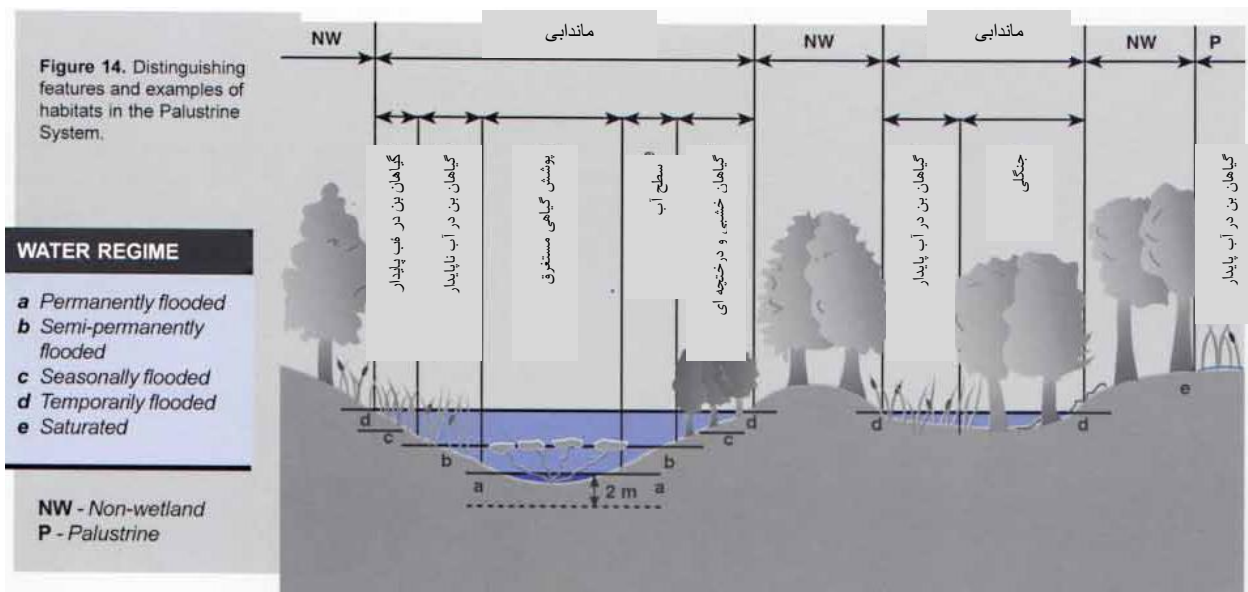 Figure 14. Distinguishing
features and examples of
habitats in the Palustrine
System.
WATER REGIME
a Permanently flooded
b Semi-permanently
flooded
c Seasonally flooded
d Temporarily flooded
e Saturated
NW - Non-wetland
P - Palustrine
NW
ماندابی
NW
ماندابی
NW
P
گیاهان بن در آب پایدار
گیاهان بن در آب ناپایدار
پوشش گیاهی مستغرق
سطح آب
گیاهان خشبی و درختچه ای
گیاهان بن در آب پایدار
جنگلی
گیاهان بن در آب پایدار
d
c
b
a
2 m
a
b
c
d
d
d
e